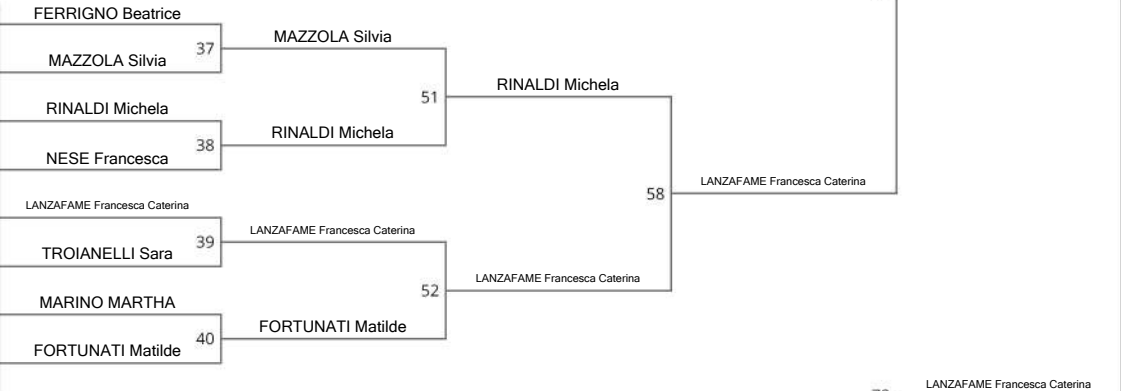 FERRIGNO Beatrice
37
MAZZOLA Silvia
MAZZOLA Silvia
51
RINALDI Michela
RINALDI Michela
38
RINALDI Michela
NESE Francesca
58
LANZAFAME Francesca Caterina
LANZAFAME Francesca Caterina
39
LANZAFAME Francesca Caterina
TROIANELLI Sara
52
LANZAFAME Francesca Caterina
MARINO MARTHA
40
FORTUNATI Matilde
FORTUNATI Matilde
LANZAFAME Francesca Caterina